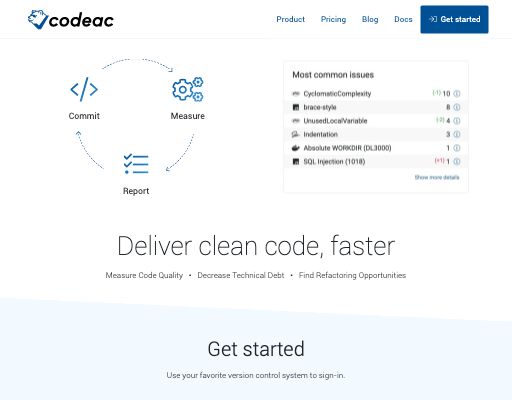 codeac
Product Pricing Blog Docs Get started
Commit
Measure
Report
Most common issues
CyclomaticComplexity (-1) 10
brace-style 8
UnusedLocalVariable (-3) 4
Indentation 3
Absolute WORKDIR (DL3000) 1
SQL Injection (1018) (+1) 1
Show more details
Deliver clean code, faster
Measure Code Quality • Decrease Technical Debt • Find Refactoring Opportunities
Get started
Use your favorite version control system to sign-in.